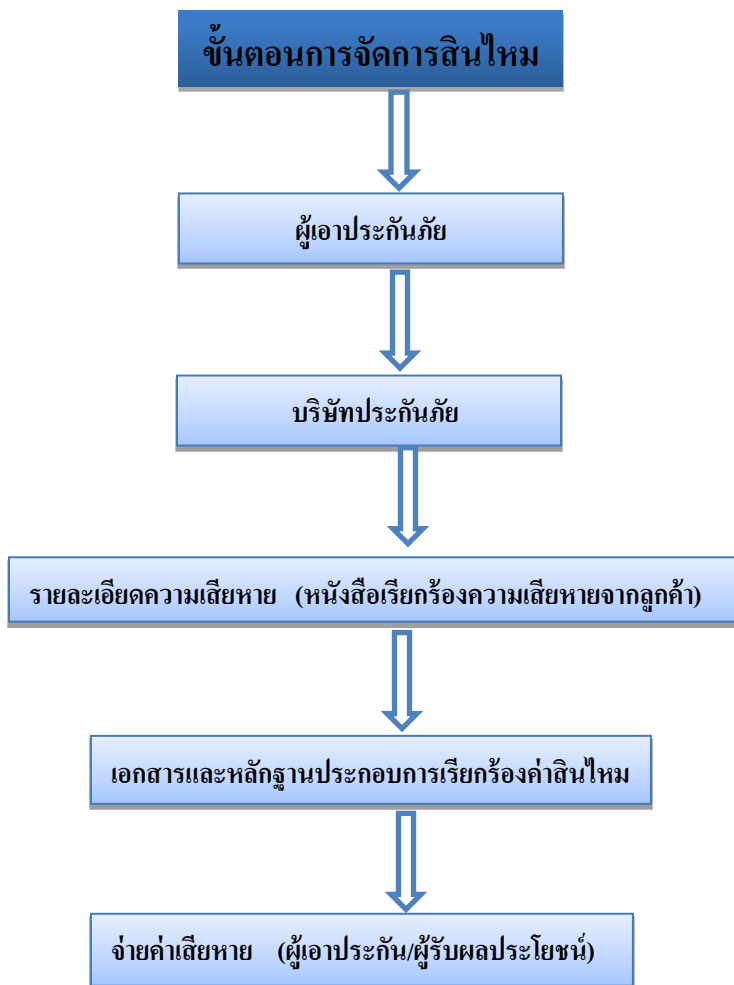 ขั้นตอนการจัดการสินไหม
ผู้เอาประกันภัย
บริษัทประกันภัย
รายละเอียดความเสียหาย (หนังสือเรียกร้องความเสียหายจากลูกค้า)
เอกสารและหลักฐานประกอบการเรียกร้องค่าสินไหม
จ่ายค่าเสียหาย (ผู้เอาประกัน/ผู้รับผลประโยชน์)